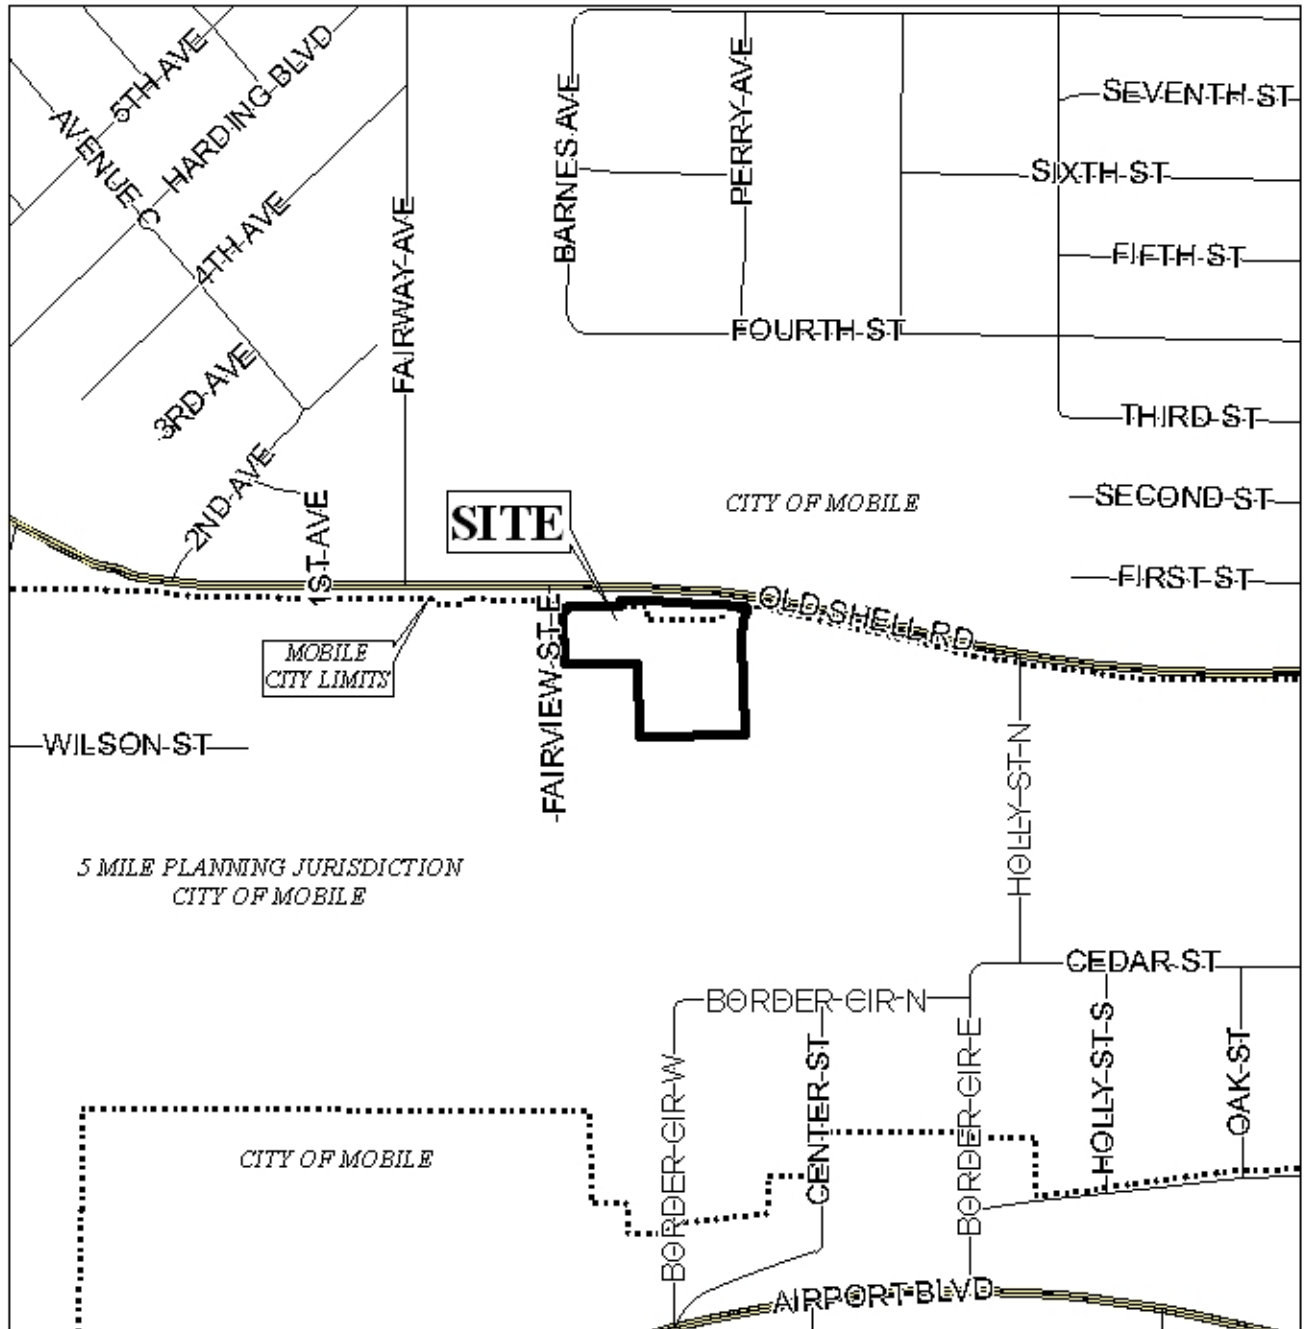 5TH AVE
HARDING BLVD
AVENUE C
4TH AVE
3RD AVE
2ND AVE
1ST AVE
FAIRWAY AVE
BARNES AVE
PERRY AVE
SEVENTH ST
SIXTH ST
FIFTH ST
FOURTH ST
THIRD ST
SECOND ST
FIRST ST
CITY OF MOBILE
SITE
OLD SHELL RD
MOBILE
CITY LIMITS
FAIRVIEW ST E
WILSON ST
HOLLY ST N
5 MILE PLANNING JURISDICTION
CITY OF MOBILE
CEDAR ST
BORDER CIR N
BORDER CIR W
CENTER ST
BORDER CIR E
HOLLY ST S
OAK ST
CITY OF MOBILE
AIRPORT BLVD